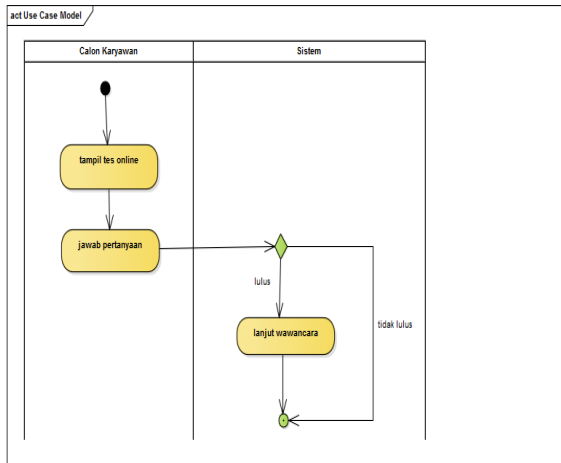 act Use Case Model
Calon Karyawan
Sistem
tampil tes online
jawab pertanyaan
lulus
lanjut wawancara
tidak lulus